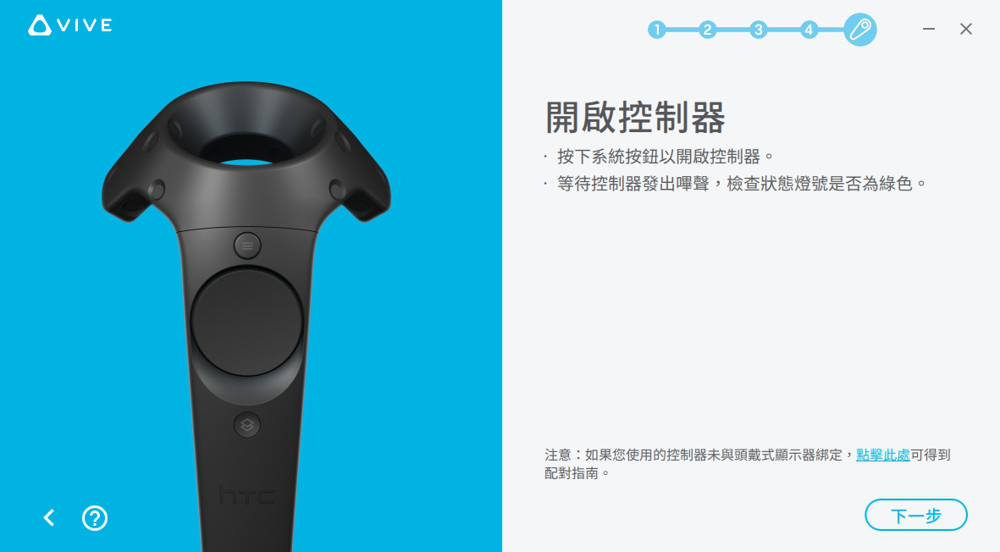 VIVE
1 2 3 4
開啟控制器
· 按下系統按鈕以開啟控制器。
· 等待控制器發出嗶聲，檢查狀態燈號是否為綠色。
htc
注意：如果您使用的控制器未與頭戴式顯示器綁定，點擊此處可得到
配對指南。
下一步